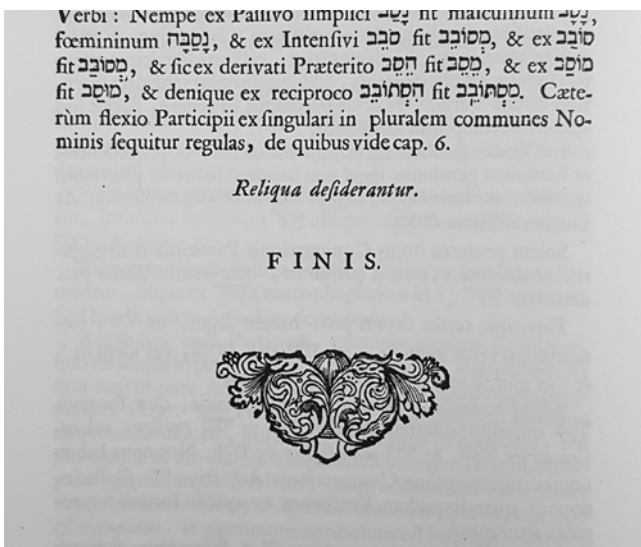 Verbi : Nempe ex Paſſivo ſimplici נָסַב fit maſculinum נָסָב,
fœmininum נְסַבָּה, & ex Intenſivi סֹבֵב fit מְסוֹבֵב, & ex סוֹבַב
fit מְסוֹבָב, & ſic ex derivati Præterito הֵסֵב fit מֵסֵב, & ex
fit מוּסַב, & denique ex reciproco הִסְתּוֹבֵב fit מִסְתּוֹבֵב. Cæte-
rùm flexio Participii ex ſingulari in pluralem communes No-
minis ſequitur regulas, de quibus vide cap. 6.
Reliqua deſiderantur.
FINIS.